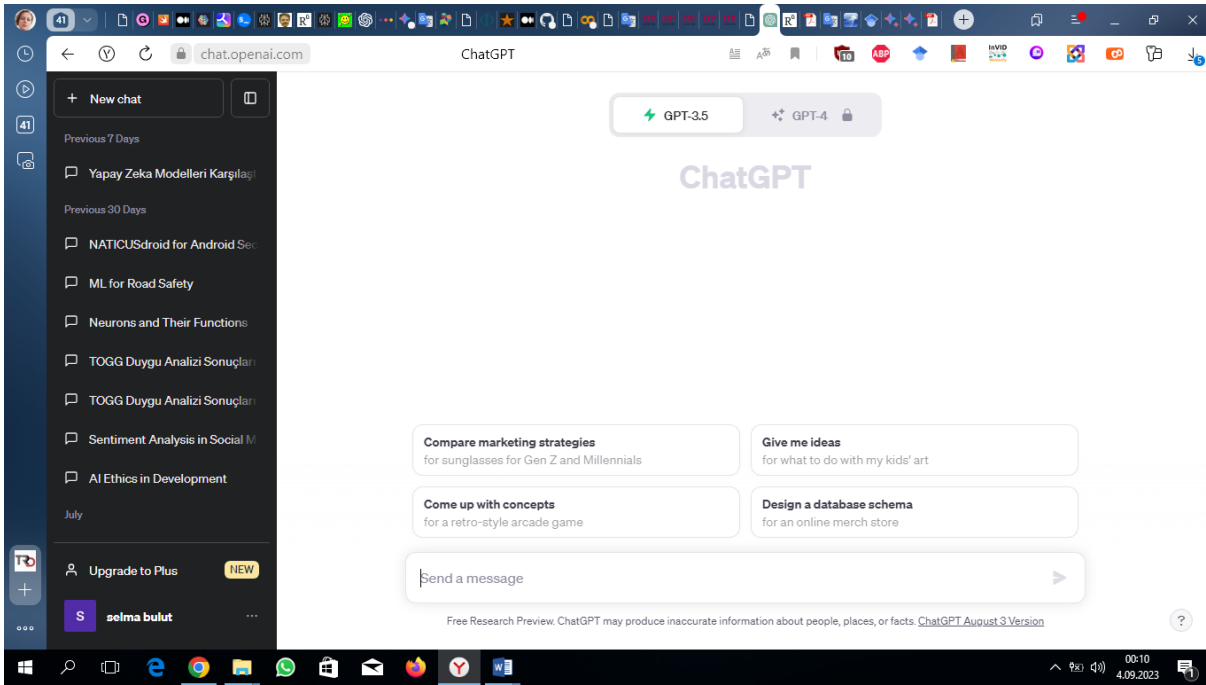 41
chat.openai.com
ChatGPT
10
ABP
InVID
5
41
+ New chat
Previous 7 Days
Yapay Zeka Modelleri Karşılaşt
Previous 30 Days
NATICUSdroid for Android Sec
ML for Road Safety
Neurons and Their Functions
TOGG Duygu Analizi Sonuçları
TOGG Duygu Analizi Sonuçları
Sentiment Analysis in Social M
AI Ethics in Development
July
Upgrade to Plus NEW
S selma bulut ...
GPT-3.5 GPT-4
ChatGPT
Compare marketing strategies
for sunglasses for Gen Z and Millennials
Give me ideas
for what to do with my kids' art
Come up with concepts
for a retro-style arcade game
Design a database schema
for an online merch store
Send a message
Free Research Preview. ChatGPT may produce inaccurate information about people, places, or facts. ChatGPT August 3 Version
?
00:10
4.09.2023
1